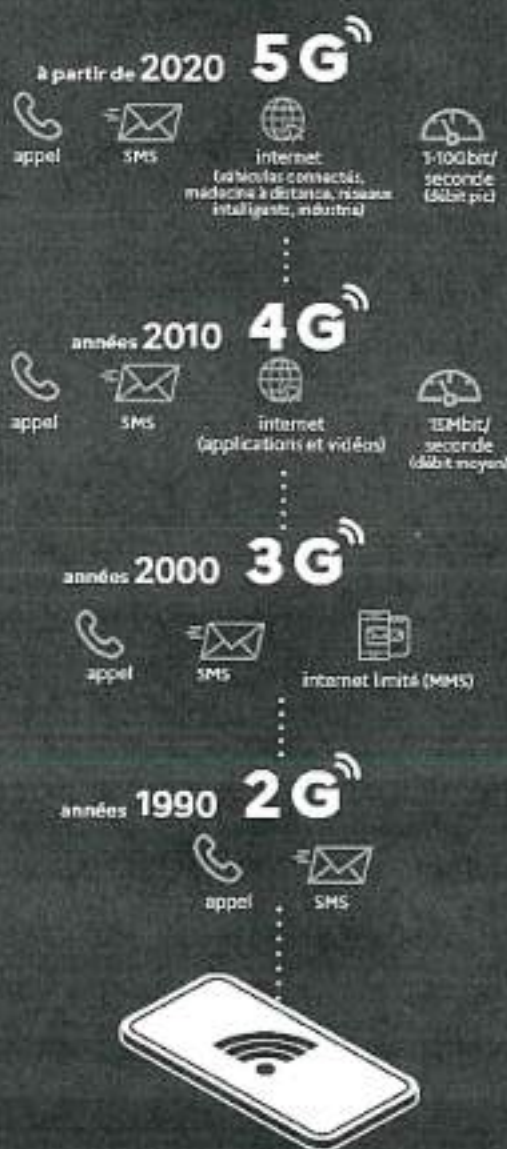 à partir de 2020 5G
appel
SMS
internet
(véhicules connectés,
médecine à distance, réseaux
intelligents, industrie)
1-10Gbit/
seconde
(débit pic)
années 2010 4G
appel
SMS
internet
(applications et vidéos)
15Mbit/
seconde
(débit moyen)
années 2000 3G
appel
SMS
internet limité (MMS)
années 1990 2G
appel
SMS